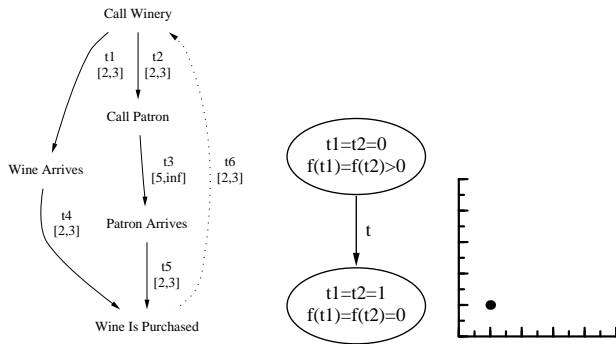 Call Winery
t1
[2,3]
t2
[2,3]
Call Patron
Wine Arrives
t3
[5,inf]
t6
[2,3]
t4
[2,3]
Patron Arrives
t5
[2,3]
Wine Is Purchased
t1=t2=0
f(t1)=f(t2)>0
t
t1=t2=1
f(t1)=f(t2)=0